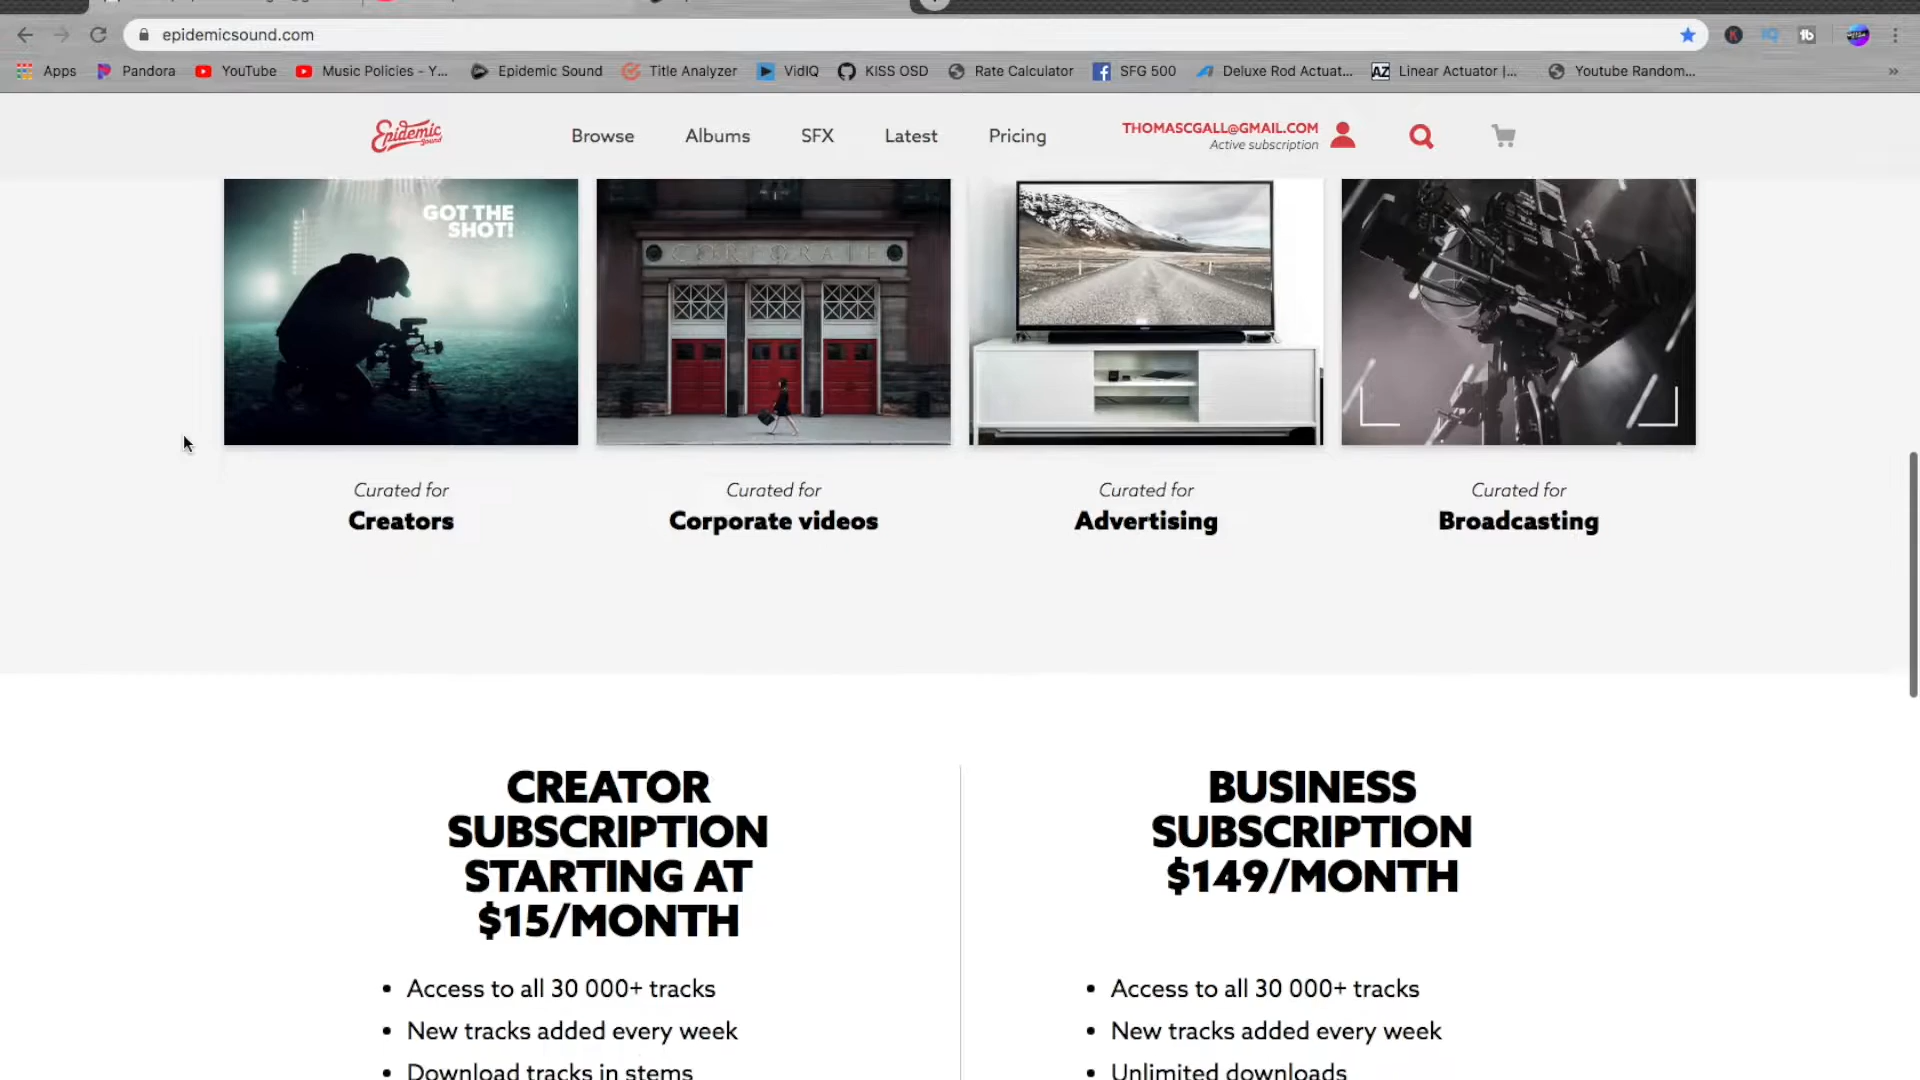 epidemicsound.com
Apps Pandora YouTube Music Policies - Y... Epidemic Sound Title Analyzer VidIQ KISS OSD Rate Calculator SFG 500 Deluxe Rod Actuat... AZ Linear Actuator |... Youtube Random... »
Epidemic Sound
Browse Albums SFX Latest Pricing
THOMASCGALL@GMAIL.COM
Active subscription
GOT THE
SHOT!
CORPORATE
Curated for
Creators
Curated for
Corporate videos
Curated for
Advertising
Curated for
Broadcasting
CREATOR
SUBSCRIPTION
STARTING AT
$15/MONTH
• Access to all 30 000+ tracks
• New tracks added every week
• Download tracks in stems
BUSINESS
SUBSCRIPTION
$149/MONTH
• Access to all 30 000+ tracks
• New tracks added every week
• Unlimited downloads